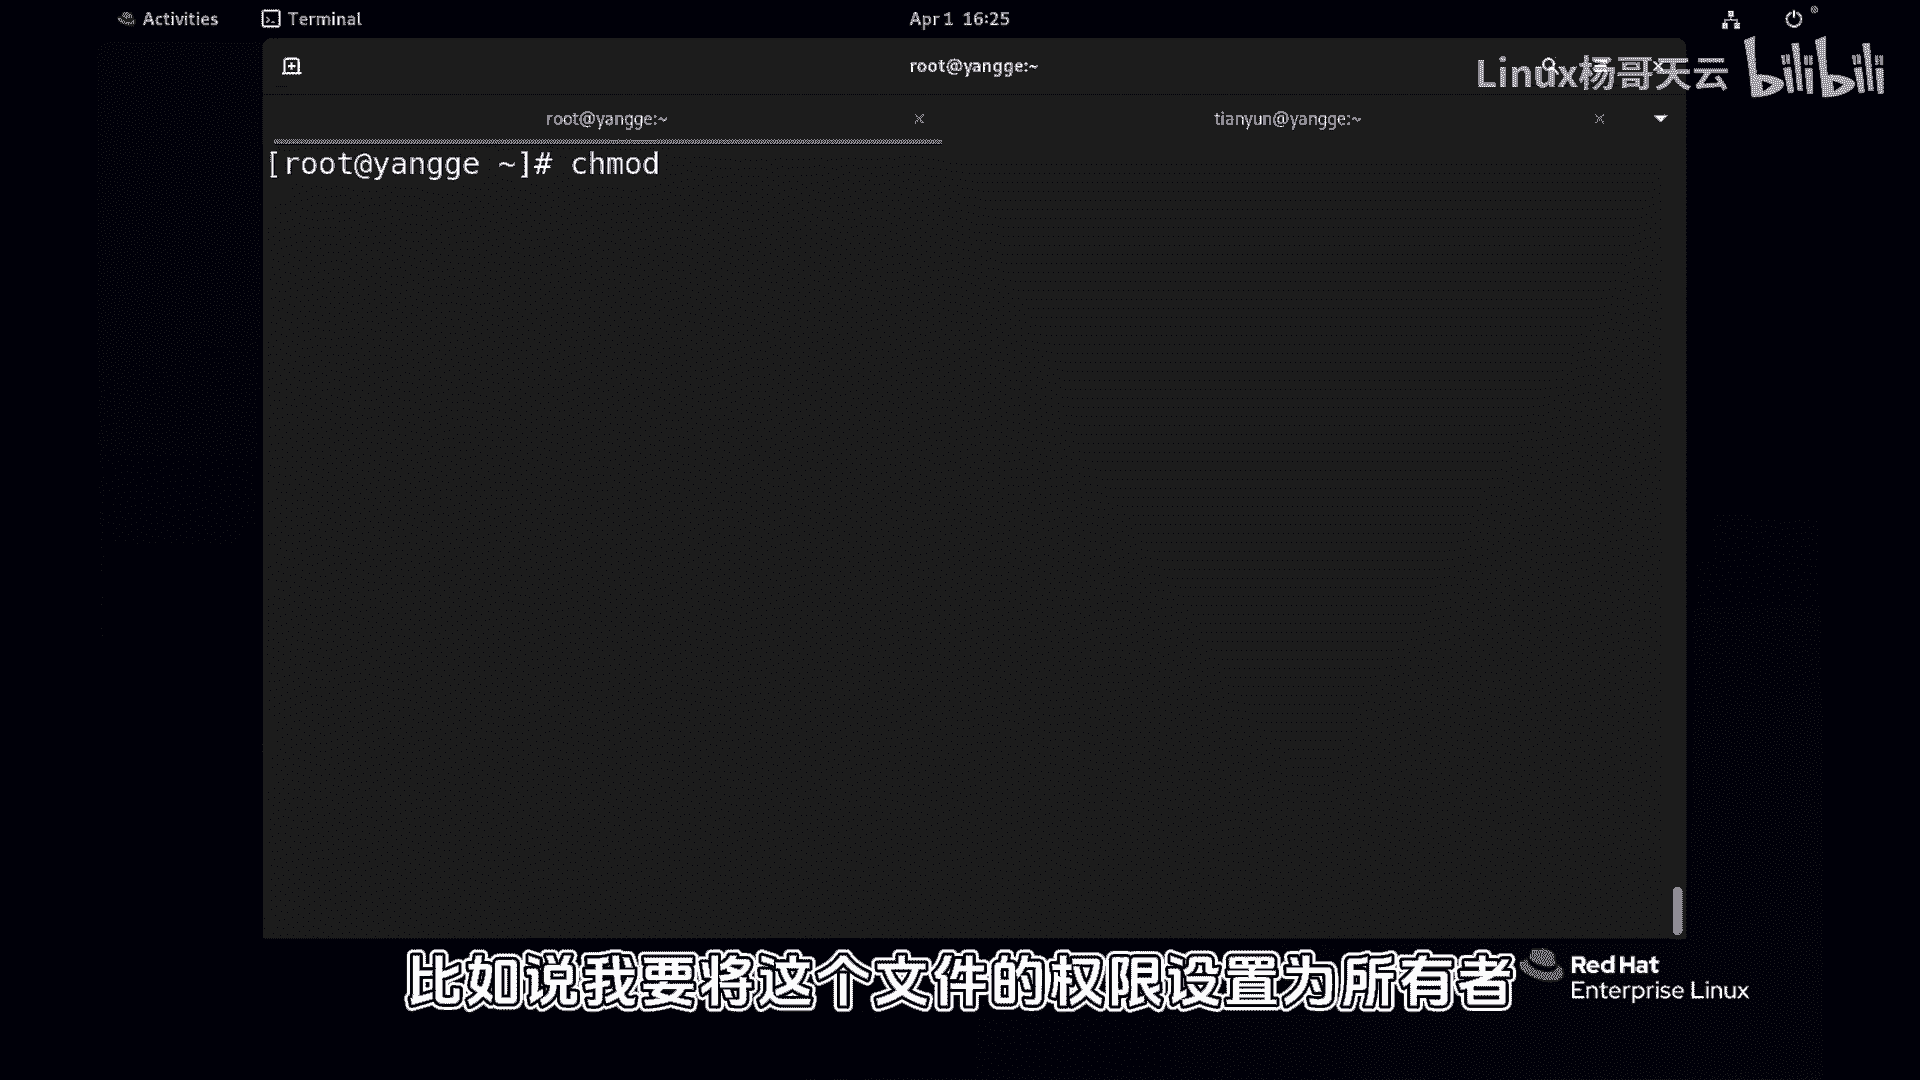 Activities Terminal Apr 1 16:25
root@yangge:~
Linux杨哥天云 bilibili
root@yangge:~ tianyun@yangge:~
[root@yangge ~]# chmod
比如说我要将这个文件的权限设置为所有者
Red Hat
Enterprise Linux